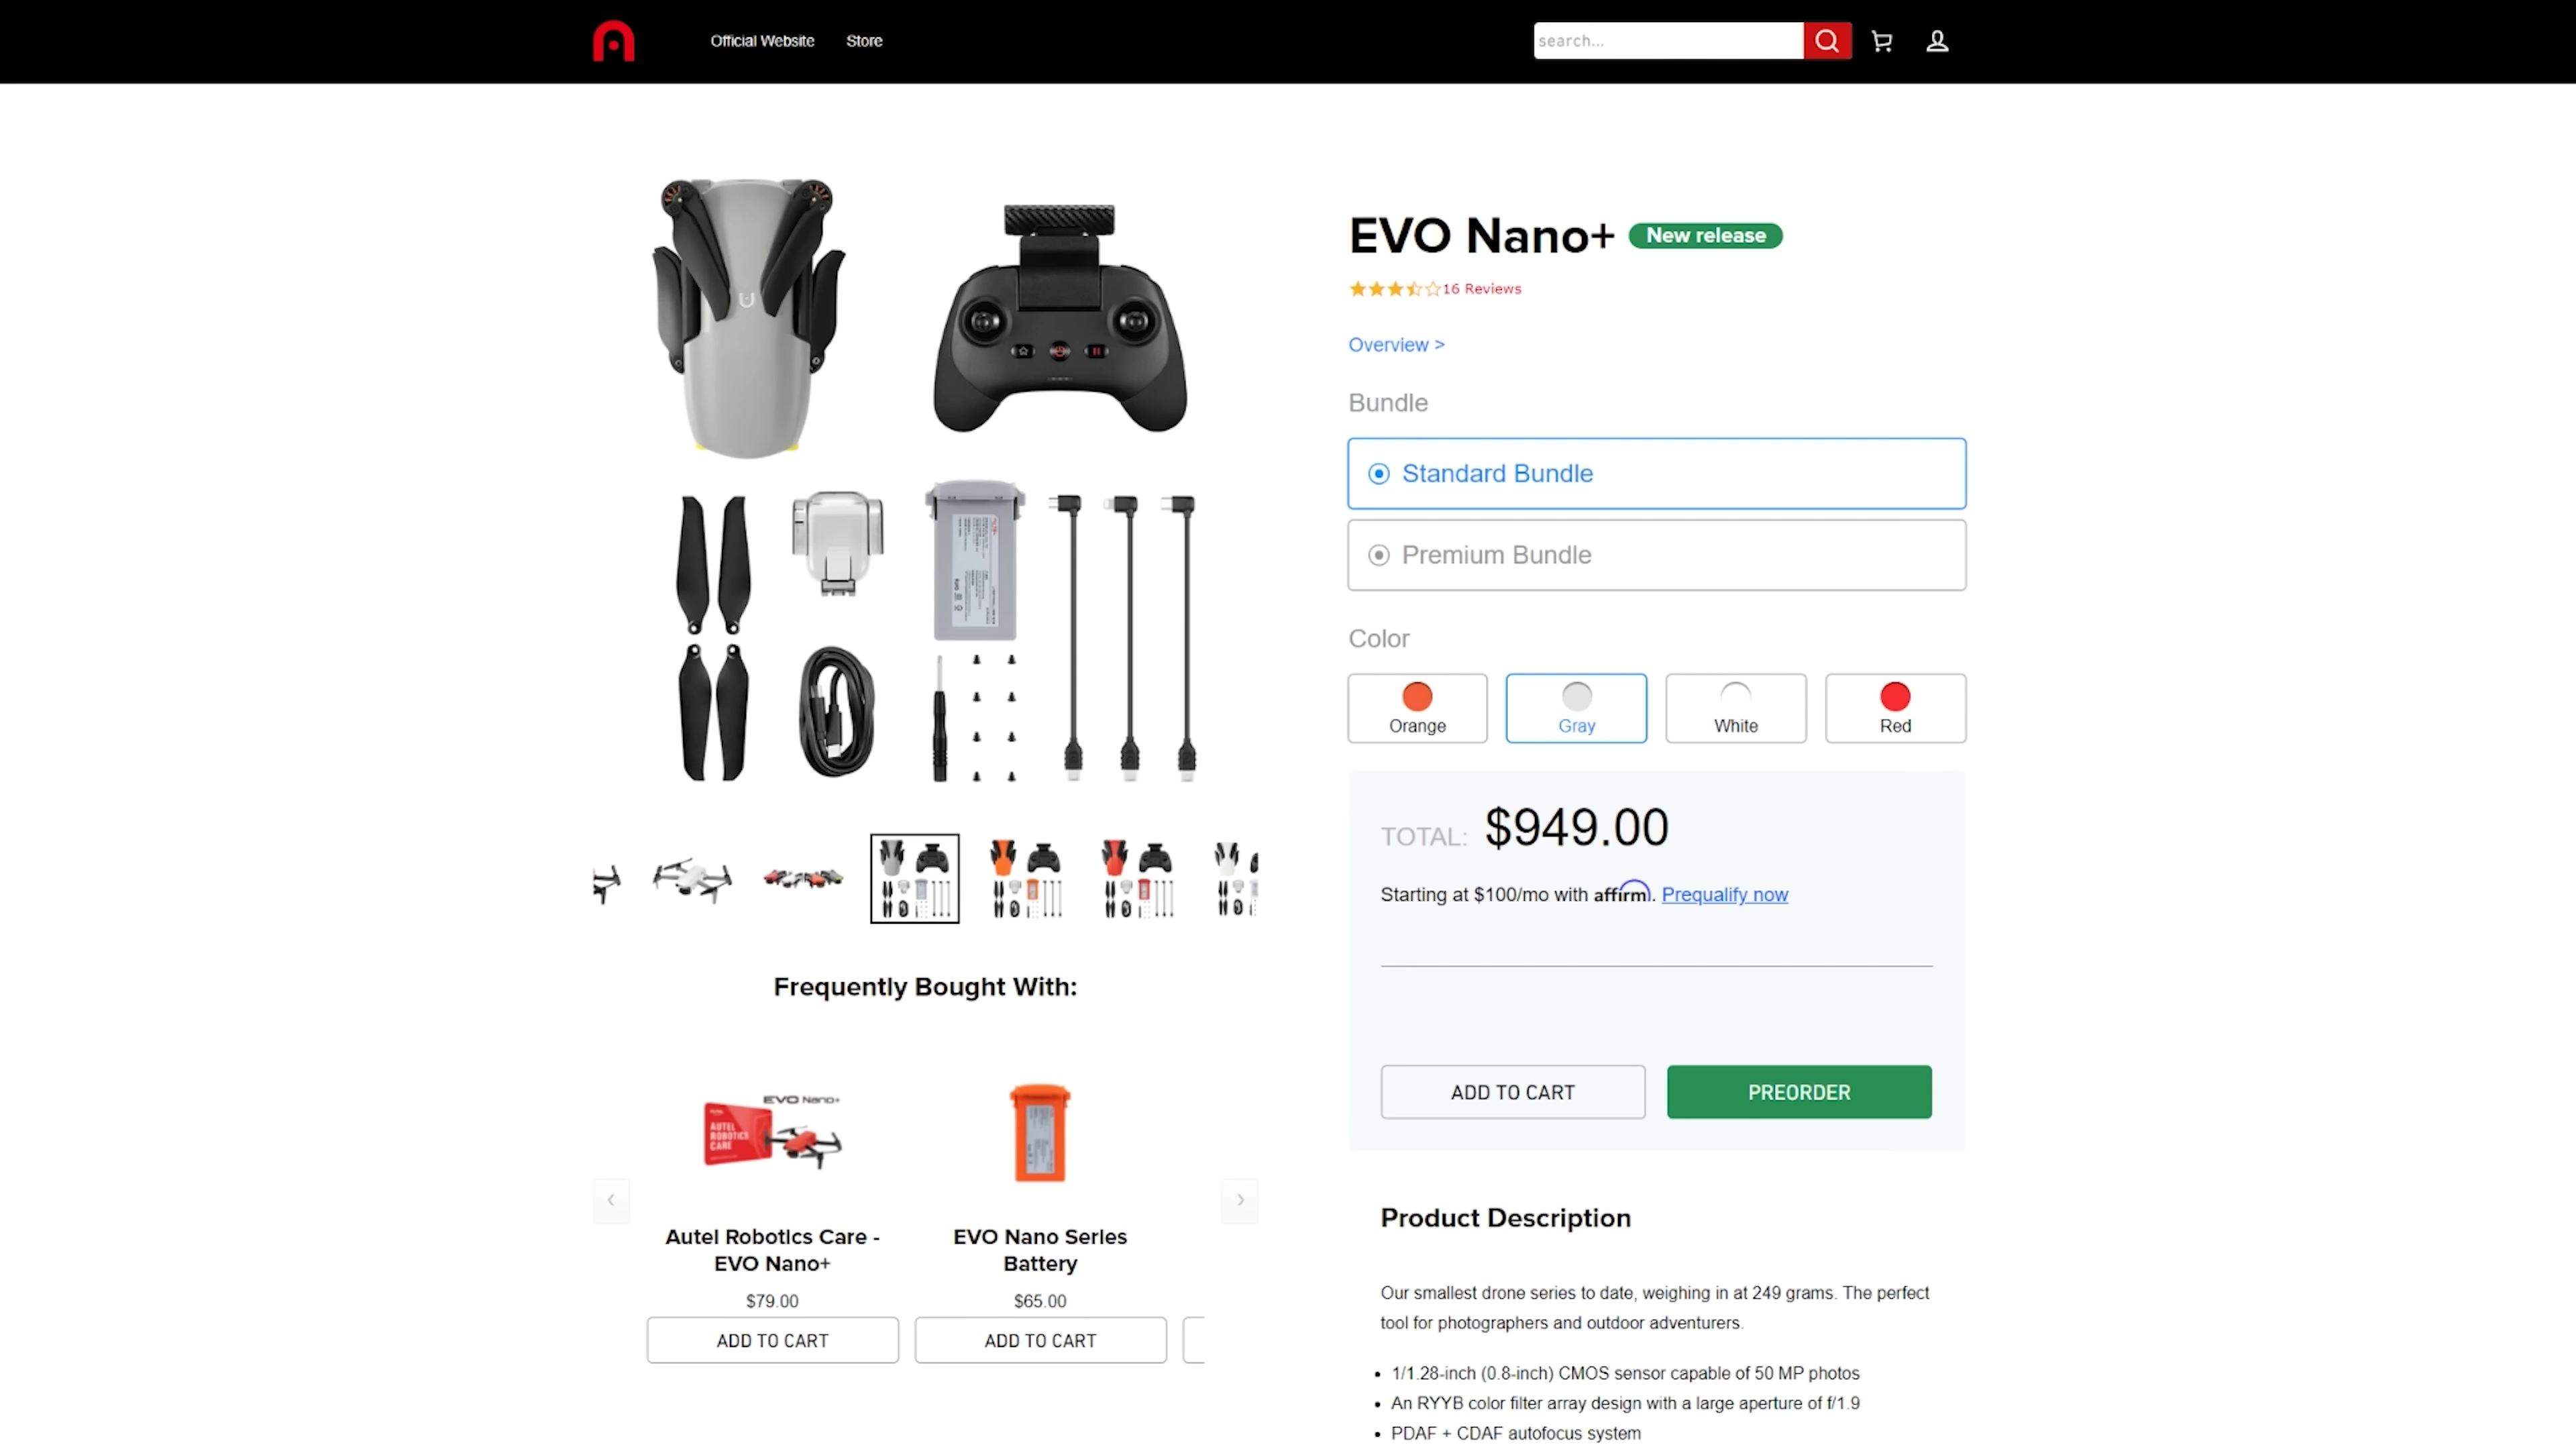 Official Website
Store
search...
EVO Nano+
New release
16 Reviews
Overview >
Bundle
Standard Bundle
Premium Bundle
Color
Orange
Gray
White
Red
TOTAL: $949.00
Starting at $100/mo with affirm. Prequalify now
ADD TO CART
PREORDER
Frequently Bought With:
EVO Nano+
AUTEL
ROBOTICS
CARE
Autel Robotics Care -
EVO Nano+
$79.00
ADD TO CART
EVO Nano Series
Battery
$65.00
ADD TO CART
Product Description
Our smallest drone series to date, weighing in at 249 grams. The perfect
tool for photographers and outdoor adventurers.
• 1/1.28-inch (0.8-inch) CMOS sensor capable of 50 MP photos
• An RYYB color filter array design with a large aperture of f/1.9
• PDAF + CDAF autofocus system